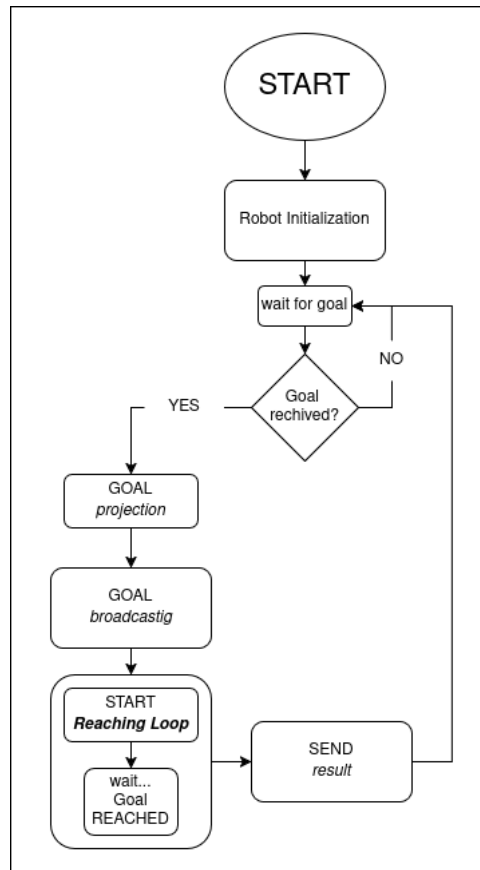 START
Robot Initialization
wait for goal
NO
Goal
rechived?
YES
GOAL
projection
GOAL
broadcastig
START
Reaching Loop
wait...
Goal
REACHED
SEND
result